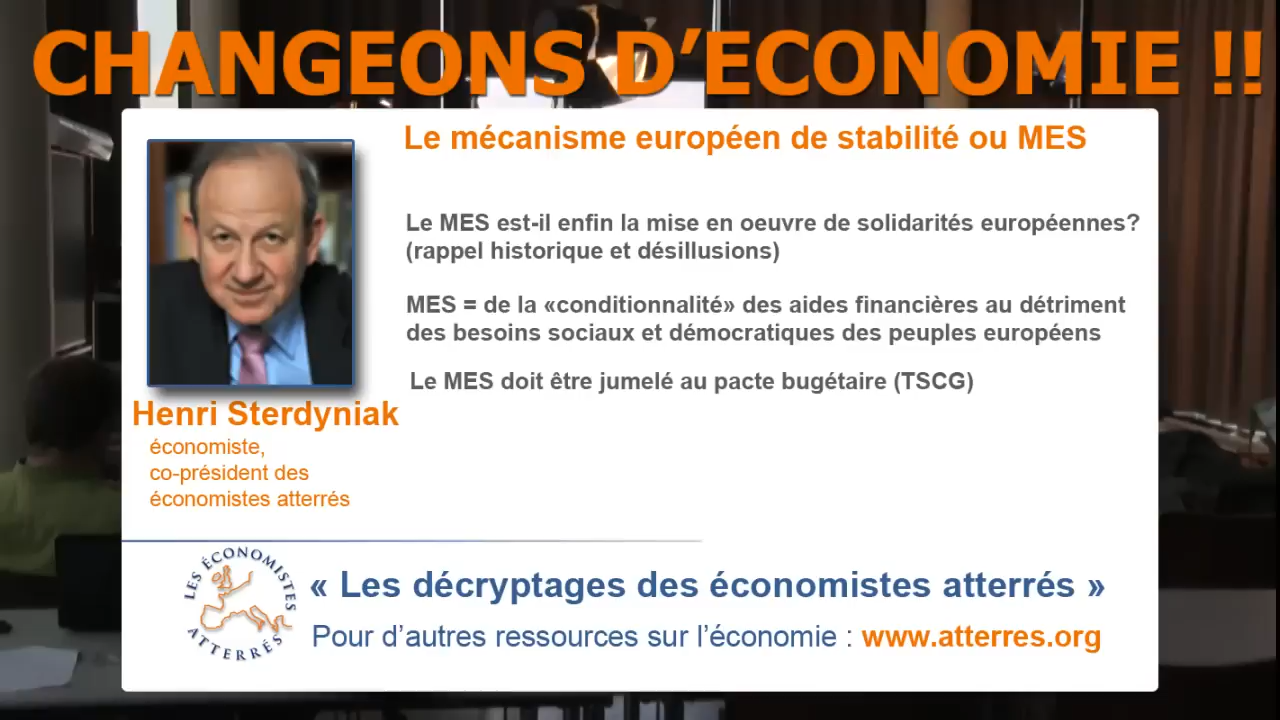 CHANGEONS D’ECONOMIE !!
Le mécanisme européen de stabilité ou MES
Le MES est-il enfin la mise en oeuvre de solidarités européennes?
(rappel historique et désillusions)
MES = de la «conditionnalité» des aides financières au détriment
des besoins sociaux et démocratiques des peuples européens
Le MES doit être jumelé au pacte bugétaire (TSCG)
Henri Sterdyniak
économiste,
co-président des
économistes atterrés
LES ÉCONOMISTES
ATTERRÉS
« Les décryptages des économistes atterrés »
Pour d’autres ressources sur l’économie : www.atterres.org